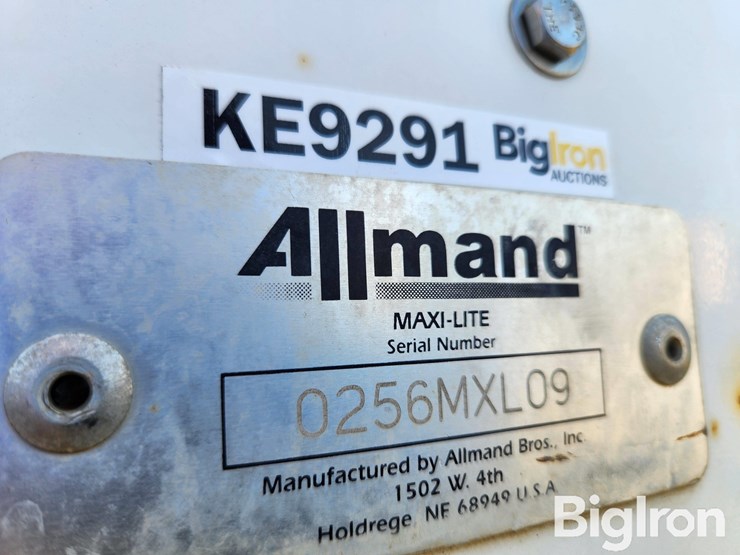 KE9291 BigIron
AUCTIONS
Allmand™
MAXI-LITE
Serial Number
0256MXL09
Manufactured by Allmand Bros., Inc.
1502 W. 4th
Holdrege, NE 68949 U.S.A.
BigIron